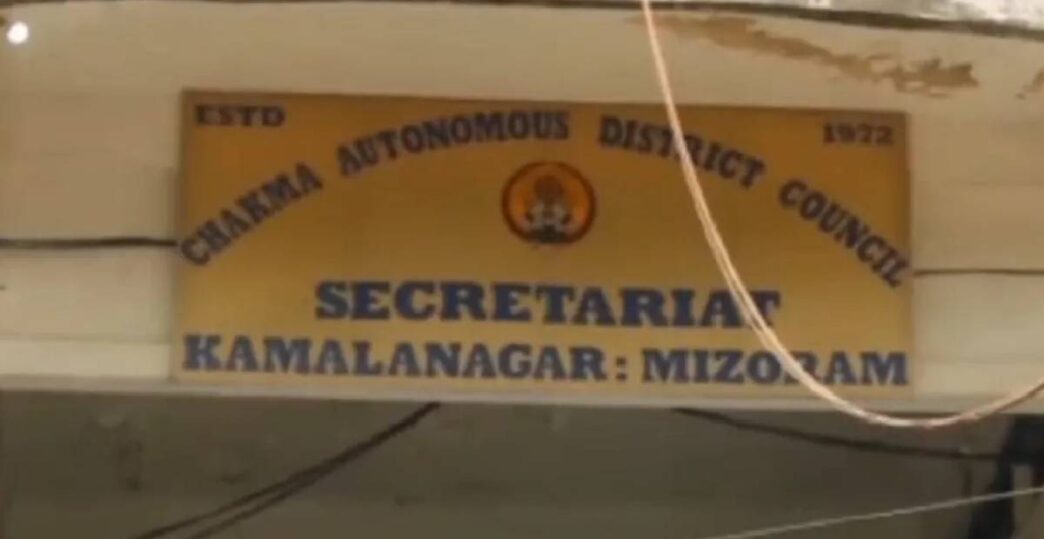 ESTD 1972
CHAKMA AUTONOMOUS DISTRICT COUNCIL
SECRETARIAT
KAMALANAGAR : MIZORAM